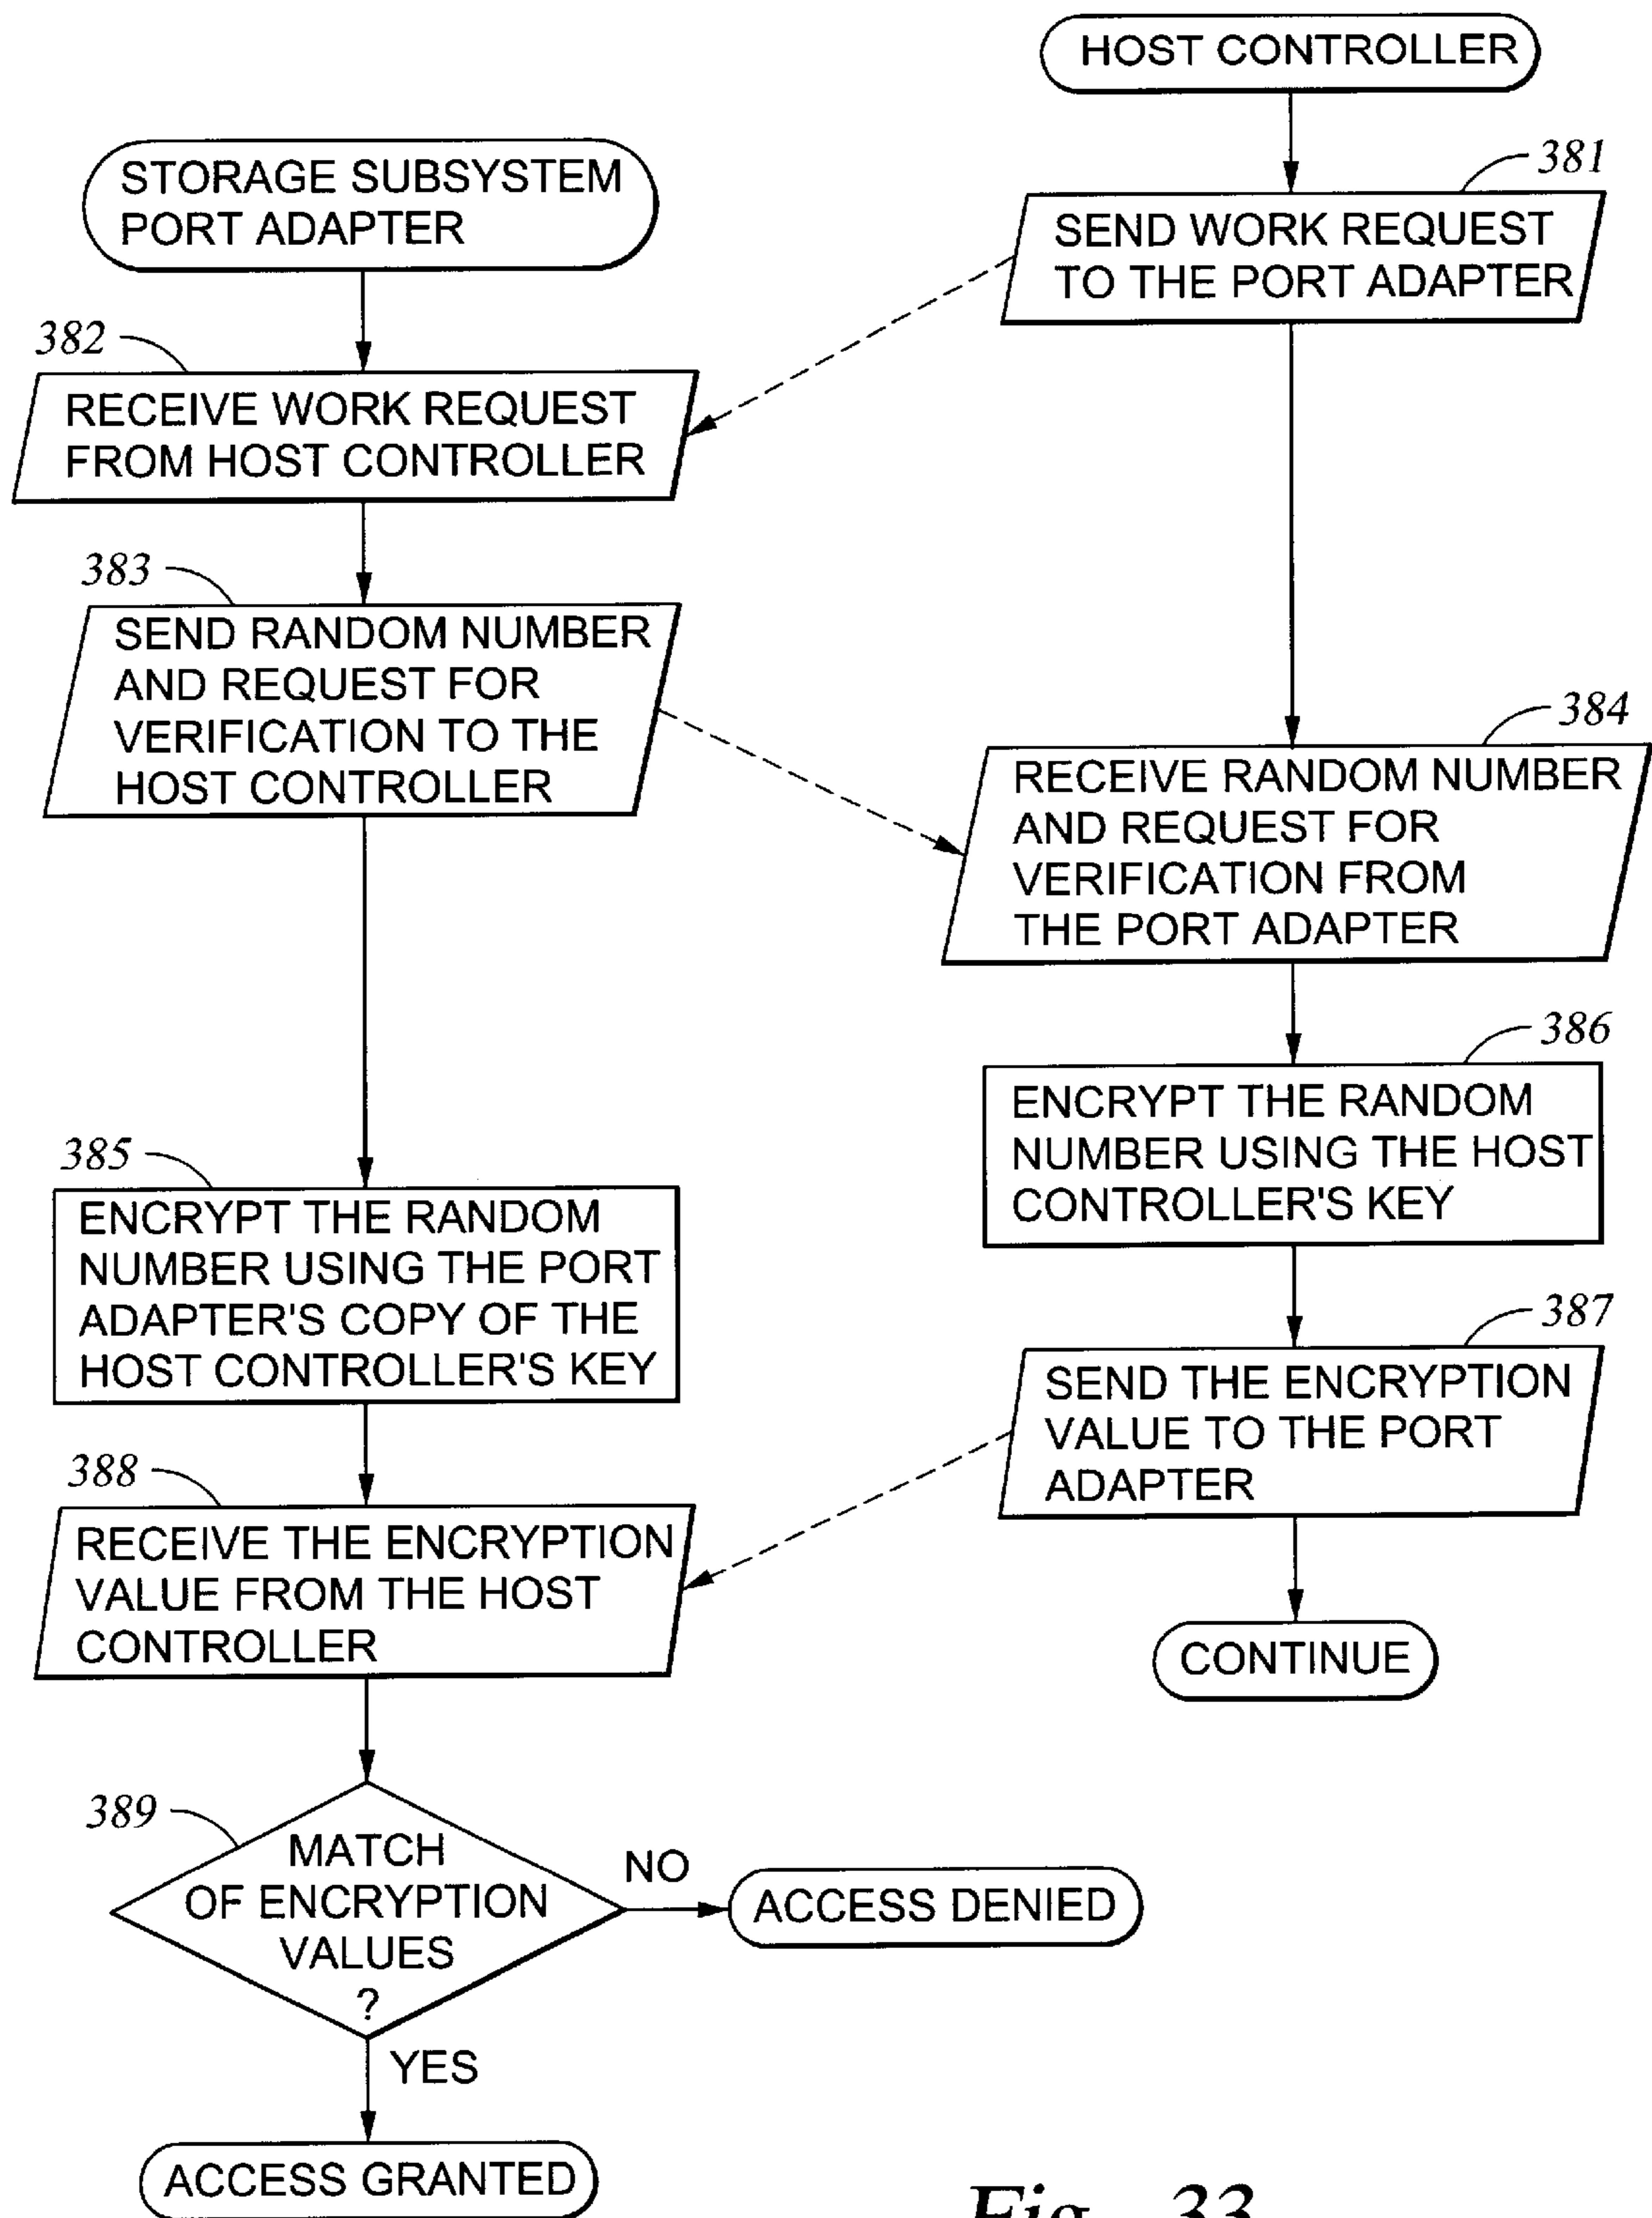 HOST CONTROLLER
381
SEND WORK REQUEST
TO THE PORT ADAPTER
STORAGE SUBSYSTEM
PORT ADAPTER
382
RECEIVE WORK REQUEST
FROM HOST CONTROLLER
383
SEND RANDOM NUMBER
AND REQUEST FOR
VERIFICATION TO THE
HOST CONTROLLER
384
RECEIVE RANDOM NUMBER
AND REQUEST FOR
VERIFICATION FROM
THE PORT ADAPTER
385
ENCRYPT THE RANDOM
NUMBER USING THE PORT
ADAPTER'S COPY OF THE
HOST CONTROLLER'S KEY
386
ENCRYPT THE RANDOM
NUMBER USING THE HOST
CONTROLLER'S KEY
387
SEND THE ENCRYPTION
VALUE TO THE PORT
ADAPTER
388
RECEIVE THE ENCRYPTION
VALUE FROM THE HOST
CONTROLLER
CONTINUE
389
MATCH
OF ENCRYPTION
VALUES
?
NO
ACCESS DENIED
YES
ACCESS GRANTED
Fig. 33